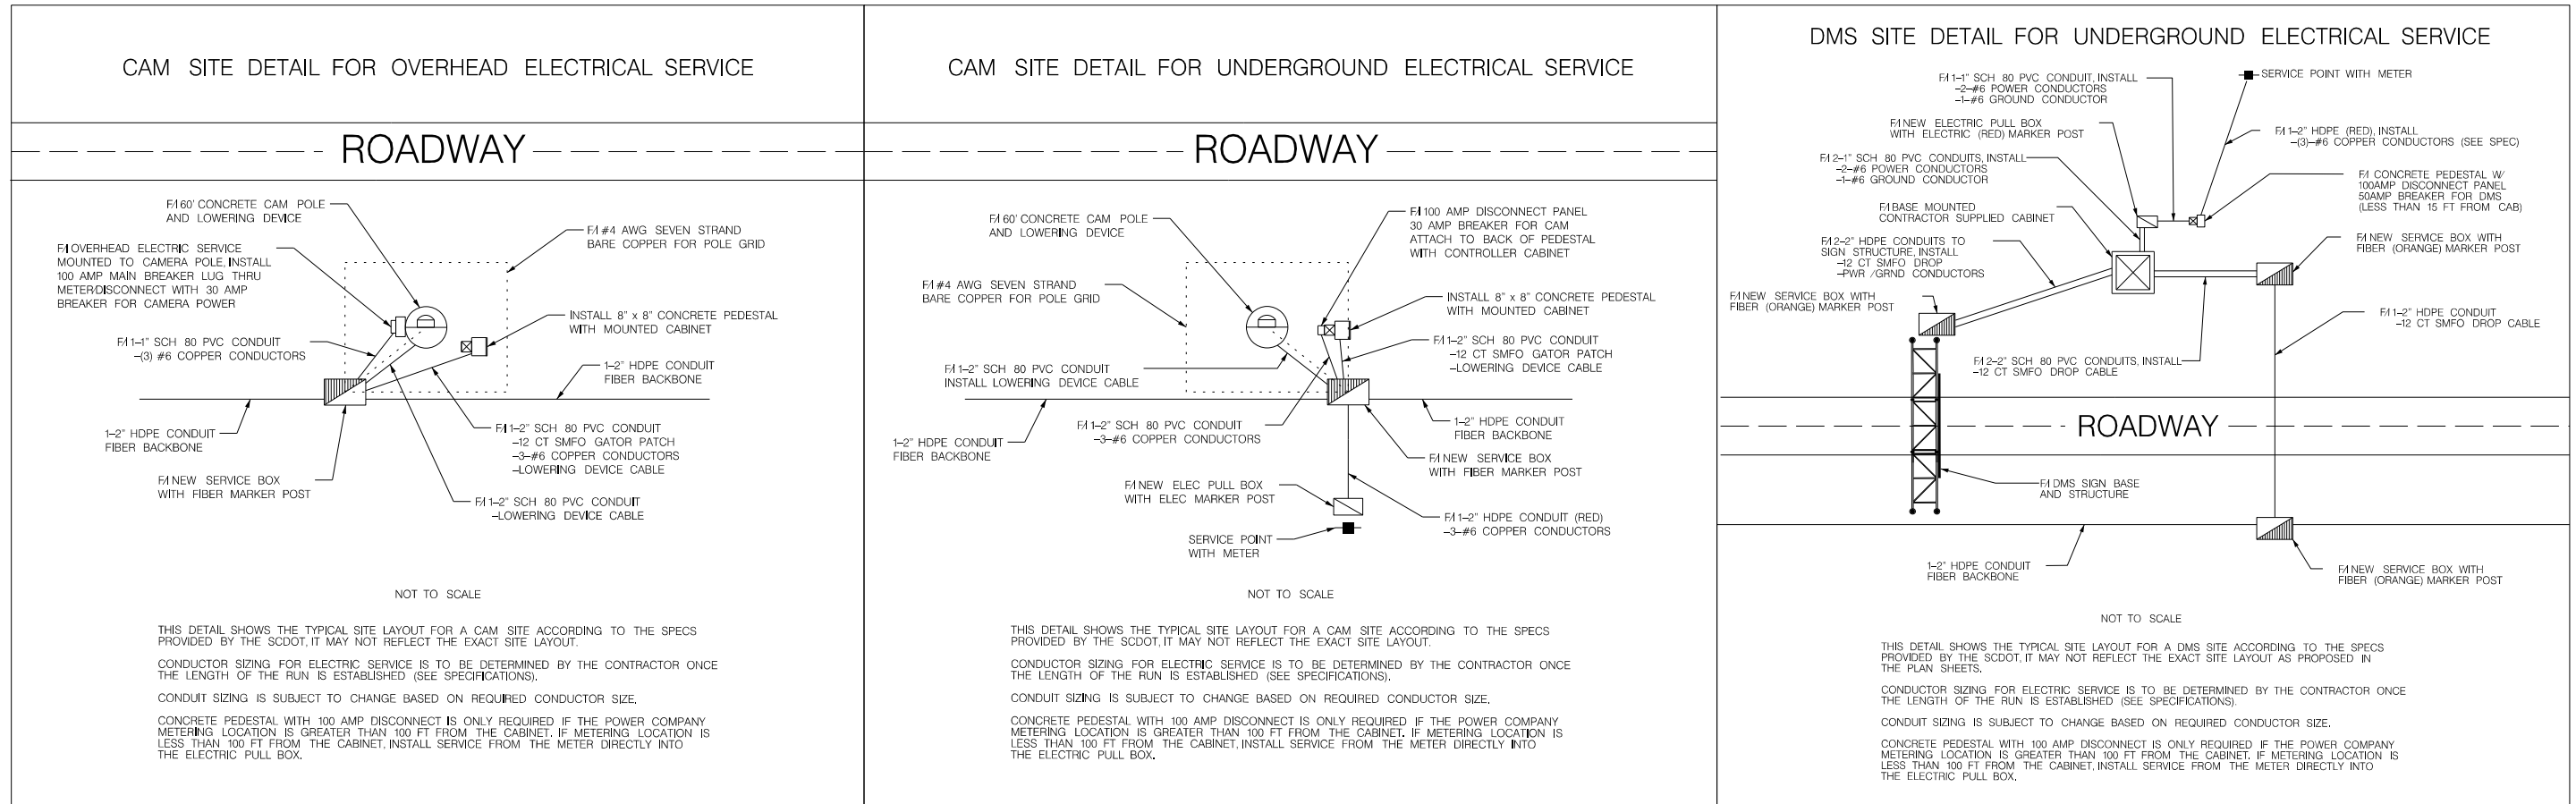 CAM SITE DETAIL FOR OVERHEAD ELECTRICAL SERVICE
ROADWAY
F/I 60' CONCRETE CAM POLE
AND LOWERING DEVICE
F/I OVERHEAD ELECTRIC SERVICE
MOUNTED TO CAMERA POLE, INSTALL
100 AMP MAIN BREAKER LUG THRU
METER/DISCONNECT WITH 30 AMP
BREAKER FOR CAMERA POWER
F/I #4 AWG SEVEN STRAND
BARE COPPER FOR POLE GRID
INSTALL 8" x 8" CONCRETE PEDESTAL
WITH MOUNTED CABINET
F/I 1-1" SCH 80 PVC CONDUIT
-(3) #6 COPPER CONDUCTORS
1-2" HDPE CONDUIT
FIBER BACKBONE
1-2" HDPE CONDUIT
FIBER BACKBONE
F/I 1-2" SCH 80 PVC CONDUIT
-12 CT SMFO GATOR PATCH
-3-#6 COPPER CONDUCTORS
-LOWERING DEVICE CABLE
F/I NEW SERVICE BOX
WITH FIBER MARKER POST
F/I 1-2" SCH 80 PVC CONDUIT
-LOWERING DEVICE CABLE
NOT TO SCALE
THIS DETAIL SHOWS THE TYPICAL SITE LAYOUT FOR A CAM SITE ACCORDING TO THE SPECS
PROVIDED BY THE SCDOT, IT MAY NOT REFLECT THE EXACT SITE LAYOUT.
CONDUCTOR SIZING FOR ELECTRIC SERVICE IS TO BE DETERMINED BY THE CONTRACTOR ONCE
THE LENGTH OF THE RUN IS ESTABLISHED (SEE SPECIFICATIONS).
CONDUIT SIZING IS SUBJECT TO CHANGE BASED ON REQUIRED CONDUCTOR SIZE.
CONCRETE PEDESTAL WITH 100 AMP DISCONNECT IS ONLY REQUIRED IF THE POWER COMPANY
METERING LOCATION IS GREATER THAN 100 FT FROM THE CABINET. IF METERING LOCATION IS
LESS THAN 100 FT FROM THE CABINET, INSTALL SERVICE FROM THE METER DIRECTLY INTO
THE ELECTRIC PULL BOX.
CAM SITE DETAIL FOR UNDERGROUND ELECTRICAL SERVICE
ROADWAY
F/I 60' CONCRETE CAM POLE
AND LOWERING DEVICE
F/I 100 AMP DISCONNECT PANEL
30 AMP BREAKER FOR CAM
ATTACH TO BACK OF PEDESTAL
WITH CONTROLLER CABINET
F/I #4 AWG SEVEN STRAND
BARE COPPER FOR POLE GRID
INSTALL 8" x 8" CONCRETE PEDESTAL
WITH MOUNTED CABINET
F/I 1-2" SCH 80 PVC CONDUIT
-12 CT SMFO GATOR PATCH
-LOWERING DEVICE CABLE
F/I 1-2" SCH 80 PVC CONDUIT
INSTALL LOWERING DEVICE CABLE
F/I 1-2" SCH 80 PVC CONDUIT
-3-#6 COPPER CONDUCTORS
1-2" HDPE CONDUIT
FIBER BACKBONE
1-2" HDPE CONDUIT
FIBER BACKBONE
F/I NEW SERVICE BOX
WITH FIBER MARKER POST
F/I NEW ELEC PULL BOX
WITH ELEC MARKER POST
F/I 1-2" HDPE CONDUIT (RED)
-3-#6 COPPER CONDUCTORS
SERVICE POINT
WITH METER
NOT TO SCALE
THIS DETAIL SHOWS THE TYPICAL SITE LAYOUT FOR A CAM SITE ACCORDING TO THE SPECS
PROVIDED BY THE SCDOT, IT MAY NOT REFLECT THE EXACT SITE LAYOUT.
CONDUCTOR SIZING FOR ELECTRIC SERVICE IS TO BE DETERMINED BY THE CONTRACTOR ONCE
THE LENGTH OF THE RUN IS ESTABLISHED (SEE SPECIFICATIONS).
CONDUIT SIZING IS SUBJECT TO CHANGE BASED ON REQUIRED CONDUCTOR SIZE.
CONCRETE PEDESTAL WITH 100 AMP DISCONNECT IS ONLY REQUIRED IF THE POWER COMPANY
METERING LOCATION IS GREATER THAN 100 FT FROM THE CABINET. IF METERING LOCATION IS
LESS THAN 100 FT FROM THE CABINET, INSTALL SERVICE FROM THE METER DIRECTLY INTO
THE ELECTRIC PULL BOX.
DMS SITE DETAIL FOR UNDERGROUND ELECTRICAL SERVICE
F/I 1-1" SCH 80 PVC CONDUIT, INSTALL
-2-#6 POWER CONDUCTORS
-1-#6 GROUND CONDUCTOR
SERVICE POINT WITH METER
F/I NEW ELECTRIC PULL BOX
WITH ELECTRIC (RED) MARKER POST
F/I 1-2" HDPE (RED), INSTALL
-(3)-#6 COPPER CONDUCTORS (SEE SPEC)
F/I 2-1" SCH 80 PVC CONDUITS, INSTALL
-2-#6 POWER CONDUCTORS
-1-#6 GROUND CONDUCTOR
F/I CONCRETE PEDESTAL W/
100AMP DISCONNECT PANEL
50AMP BREAKER FOR DMS
(LESS THAN 15 FT FROM CAB)
F/I BASE MOUNTED
CONTRACTOR SUPPLIED CABINET
F/I 2-2" HDPE CONDUITS TO
SIGN STRUCTURE, INSTALL
-12 CT SMFO DROP
-PWR /GRND CONDUCTORS
F/I NEW SERVICE BOX WITH
FIBER (ORANGE) MARKER POST
F/I NEW SERVICE BOX WITH
FIBER (ORANGE) MARKER POST
F/I 1-2" HDPE CONDUIT
-12 CT SMFO DROP CABLE
F/I 2-2" SCH 80 PVC CONDUITS, INSTALL
-12 CT SMFO DROP CABLE
ROADWAY
F/I DMS SIGN BASE
AND STRUCTURE
1-2" HDPE CONDUIT
FIBER BACKBONE
F/I NEW SERVICE BOX WITH
FIBER (ORANGE) MARKER POST
NOT TO SCALE
THIS DETAIL SHOWS THE TYPICAL SITE LAYOUT FOR A DMS SITE ACCORDING TO THE SPECS
PROVIDED BY THE SCDOT, IT MAY NOT REFLECT THE EXACT SITE LAYOUT AS PROPOSED IN
THE PLAN SHEETS.
CONDUCTOR SIZING FOR ELECTRIC SERVICE IS TO BE DETERMINED BY THE CONTRACTOR ONCE
THE LENGTH OF THE RUN IS ESTABLISHED (SEE SPECIFICATIONS).
CONDUIT SIZING IS SUBJECT TO CHANGE BASED ON REQUIRED CONDUCTOR SIZE.
CONCRETE PEDESTAL WITH 100 AMP DISCONNECT IS ONLY REQUIRED IF THE POWER COMPANY
METERING LOCATION IS GREATER THAN 100 FT FROM THE CABINET. IF METERING LOCATION IS
LESS THAN 100 FT FROM THE CABINET, INSTALL SERVICE FROM THE METER DIRECTLY INTO
THE ELECTRIC PULL BOX.